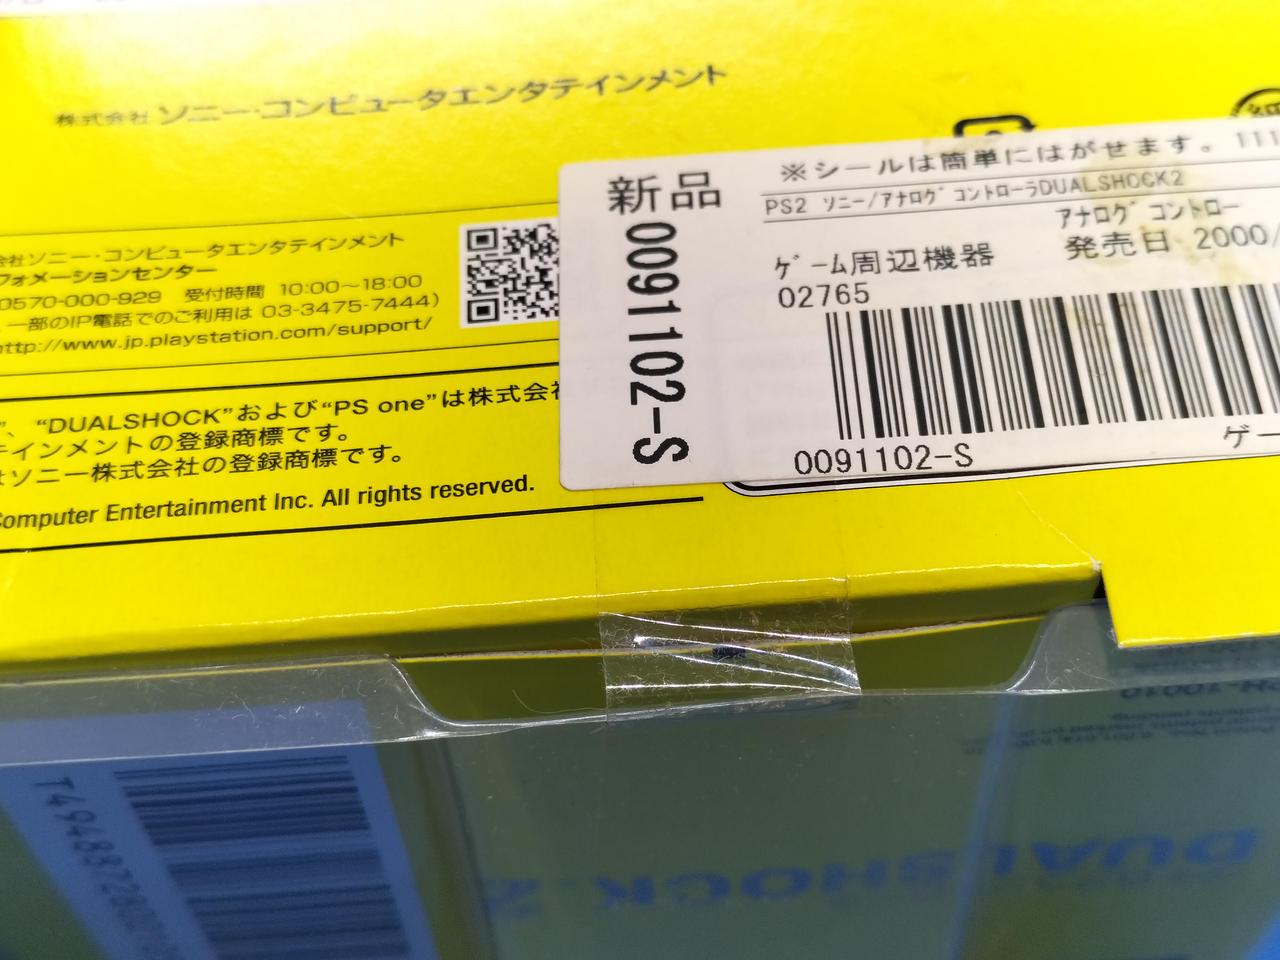 株式会社 ソニー・コンピュータエンタテインメント
会社ソニー・コンピュータエンタテインメント
フォメーションセンター
0570-000-929 受付時間 10:00～18:00
一部のIP電話でのご利用は 03-3475-7444)
http://www.jp.playstation.com/support/
”、“DUALSHOCK”および“PS one”は株式会社
テインメントの登録商標です。
はソニー株式会社の登録商標です。
Computer Entertainment Inc. All rights reserved.
新品
0091102-S
※シールは簡単にはがせます。111
PS2 ソニー/アナログコントローラDUALSHOCK2
アナログコントロー
ゲーム周辺機器 発売日 2000/
02765
0091102-S ゲー
SCPH-10010
DUALSHOCK 2